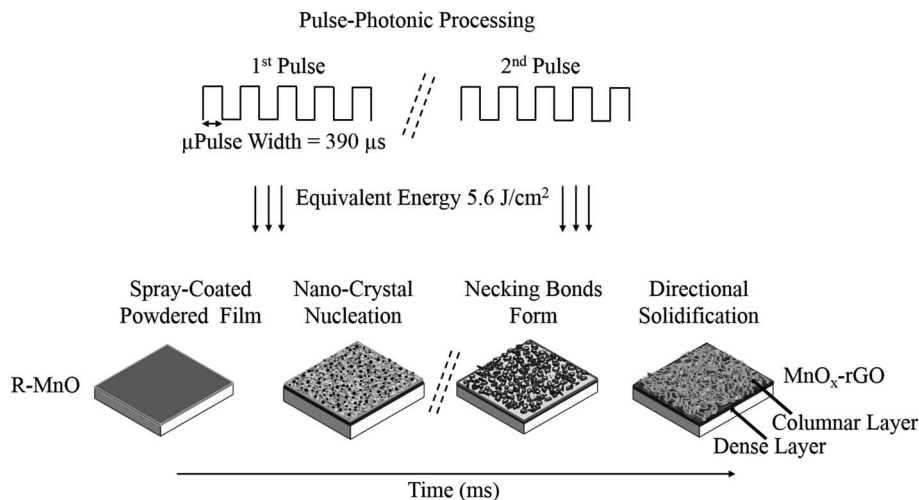 Pulse-Photonic Processing
1st Pulse
2nd Pulse
μPulse Width = 390 μs
Equivalent Energy 5.6 J/cm²
Spray-Coated
Powdered Film
Nano-Crystal
Nucleation
Necking Bonds
Form
Directional
Solidification
R-MnO
MnOx-rGO
Columnar Layer
Dense Layer
Time (ms)